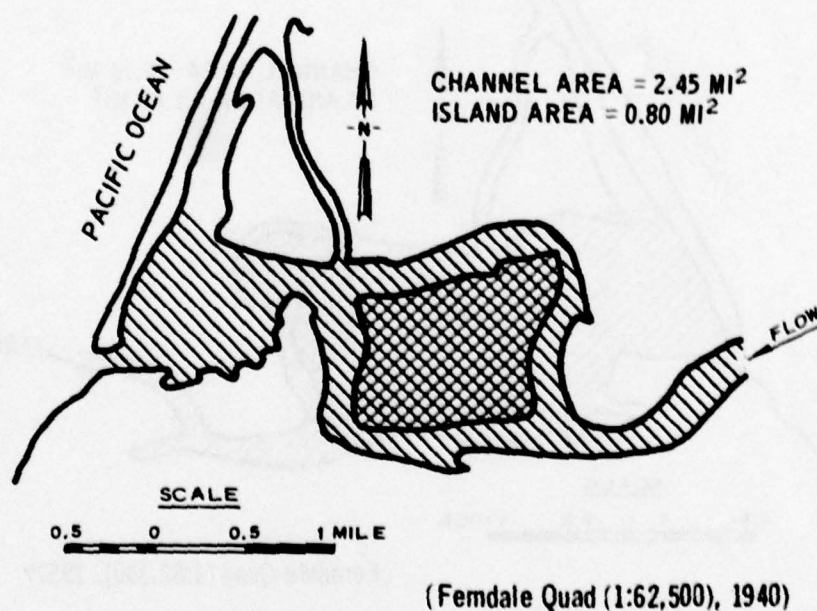 PACIFIC OCEAN
-N-
CHANNEL AREA = 2.45 MI²
ISLAND AREA = 0.80 MI²
FLOW
SCALE
0.5 0 0.5 1 MILE
(Femdale Quad (1:62,500), 1940)